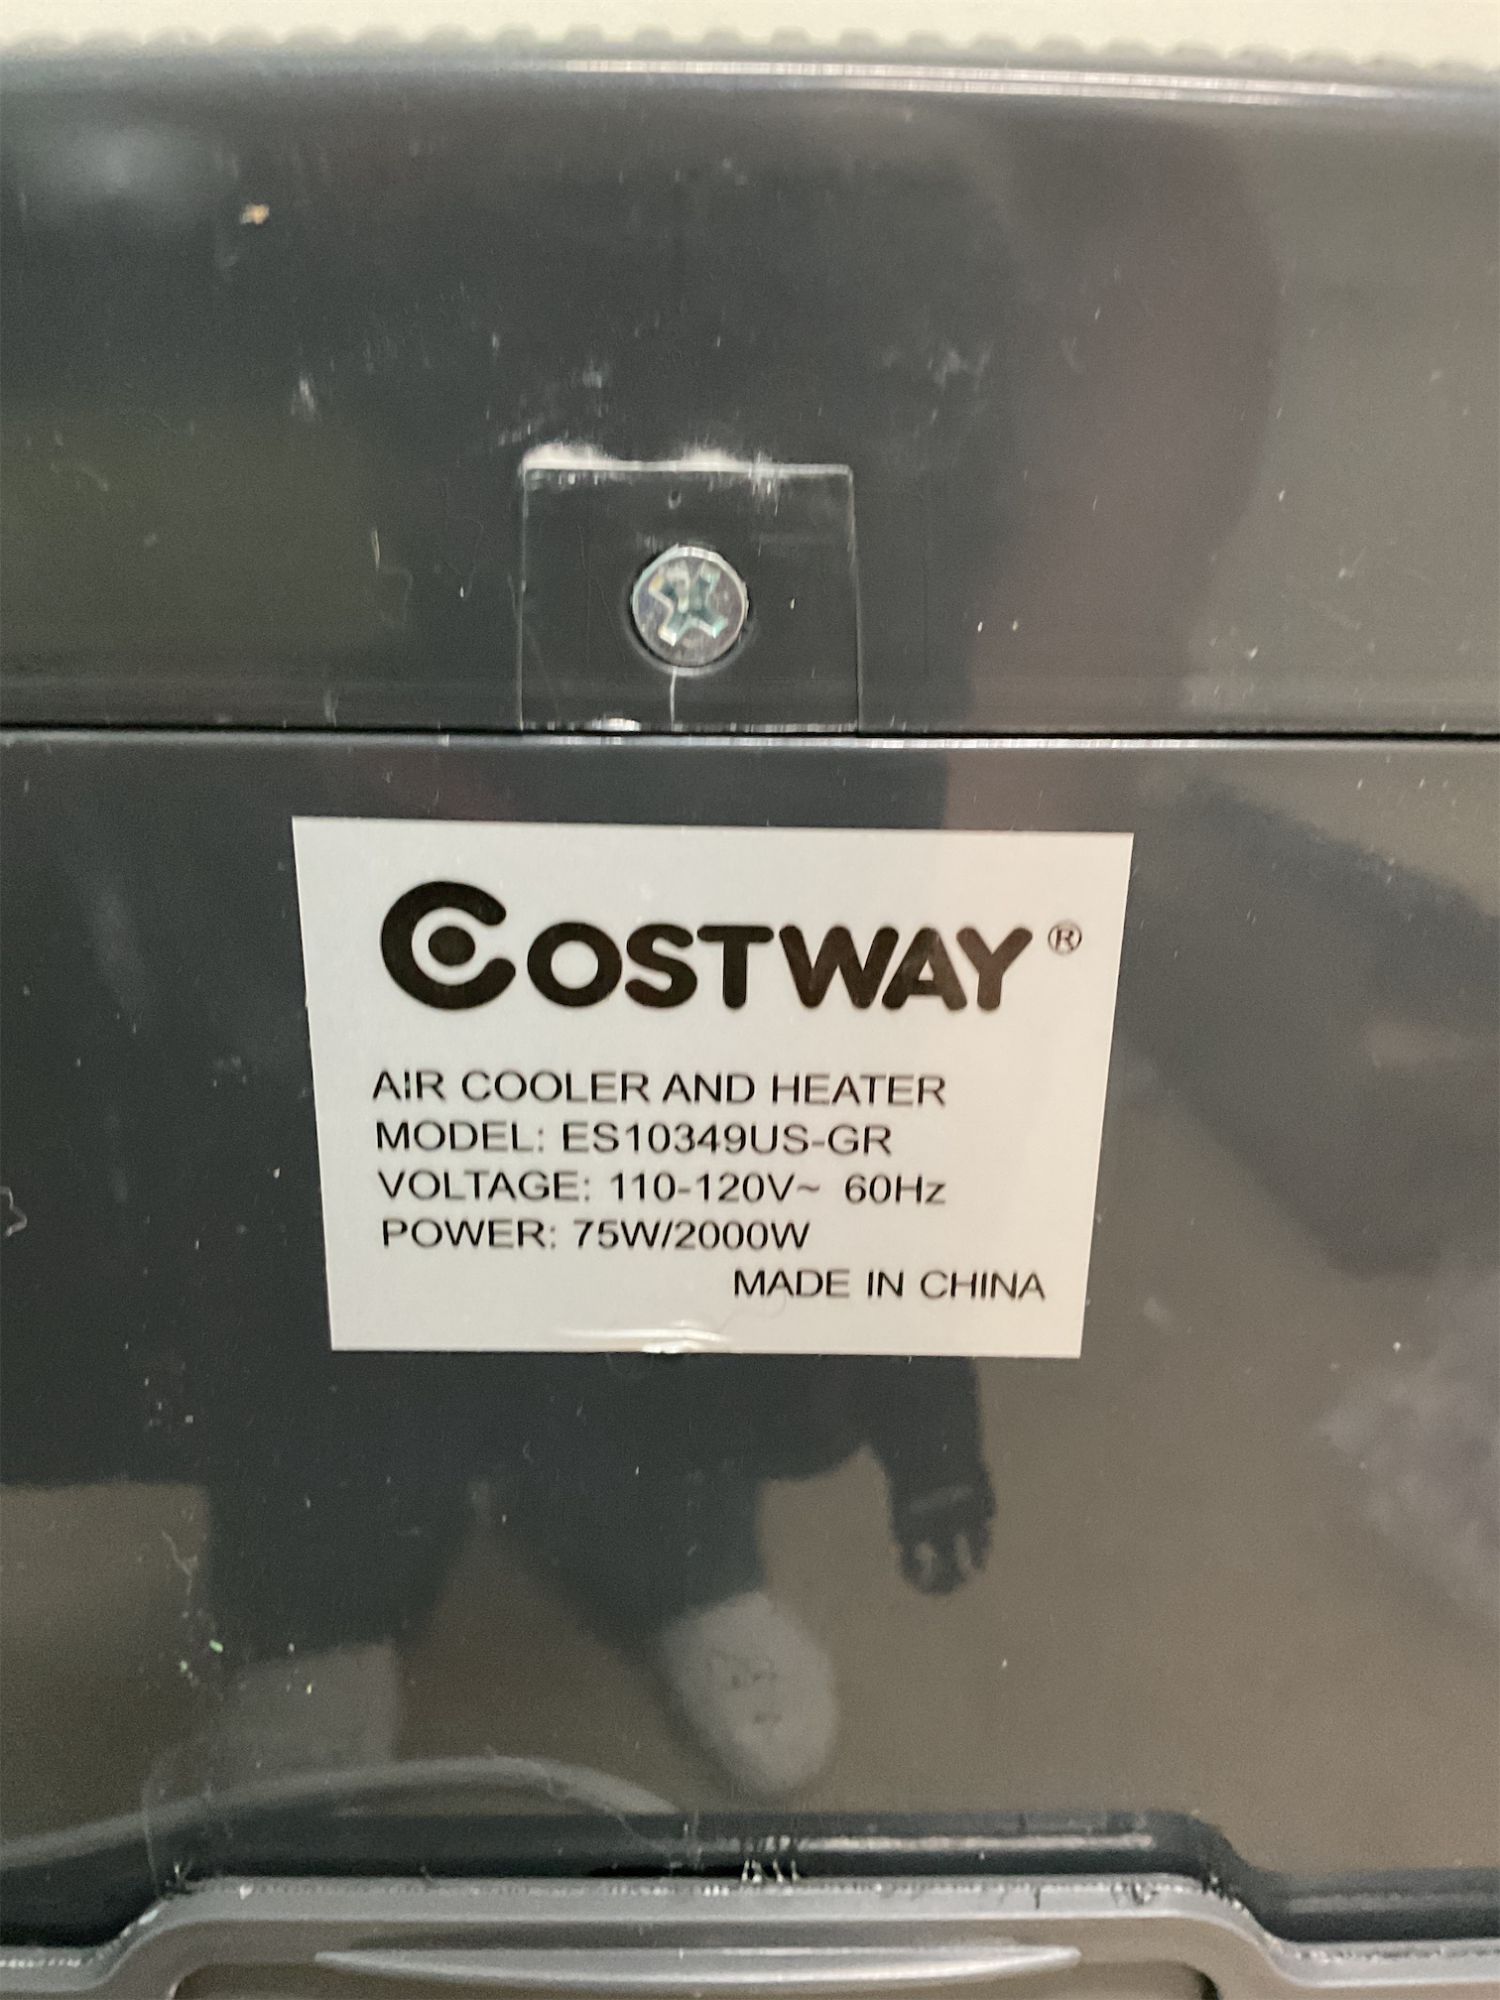 COSTWAY®
AIR COOLER AND HEATER
MODEL: ES10349US-GR
VOLTAGE: 110-120V~ 60Hz
POWER: 75W/2000W
MADE IN CHINA